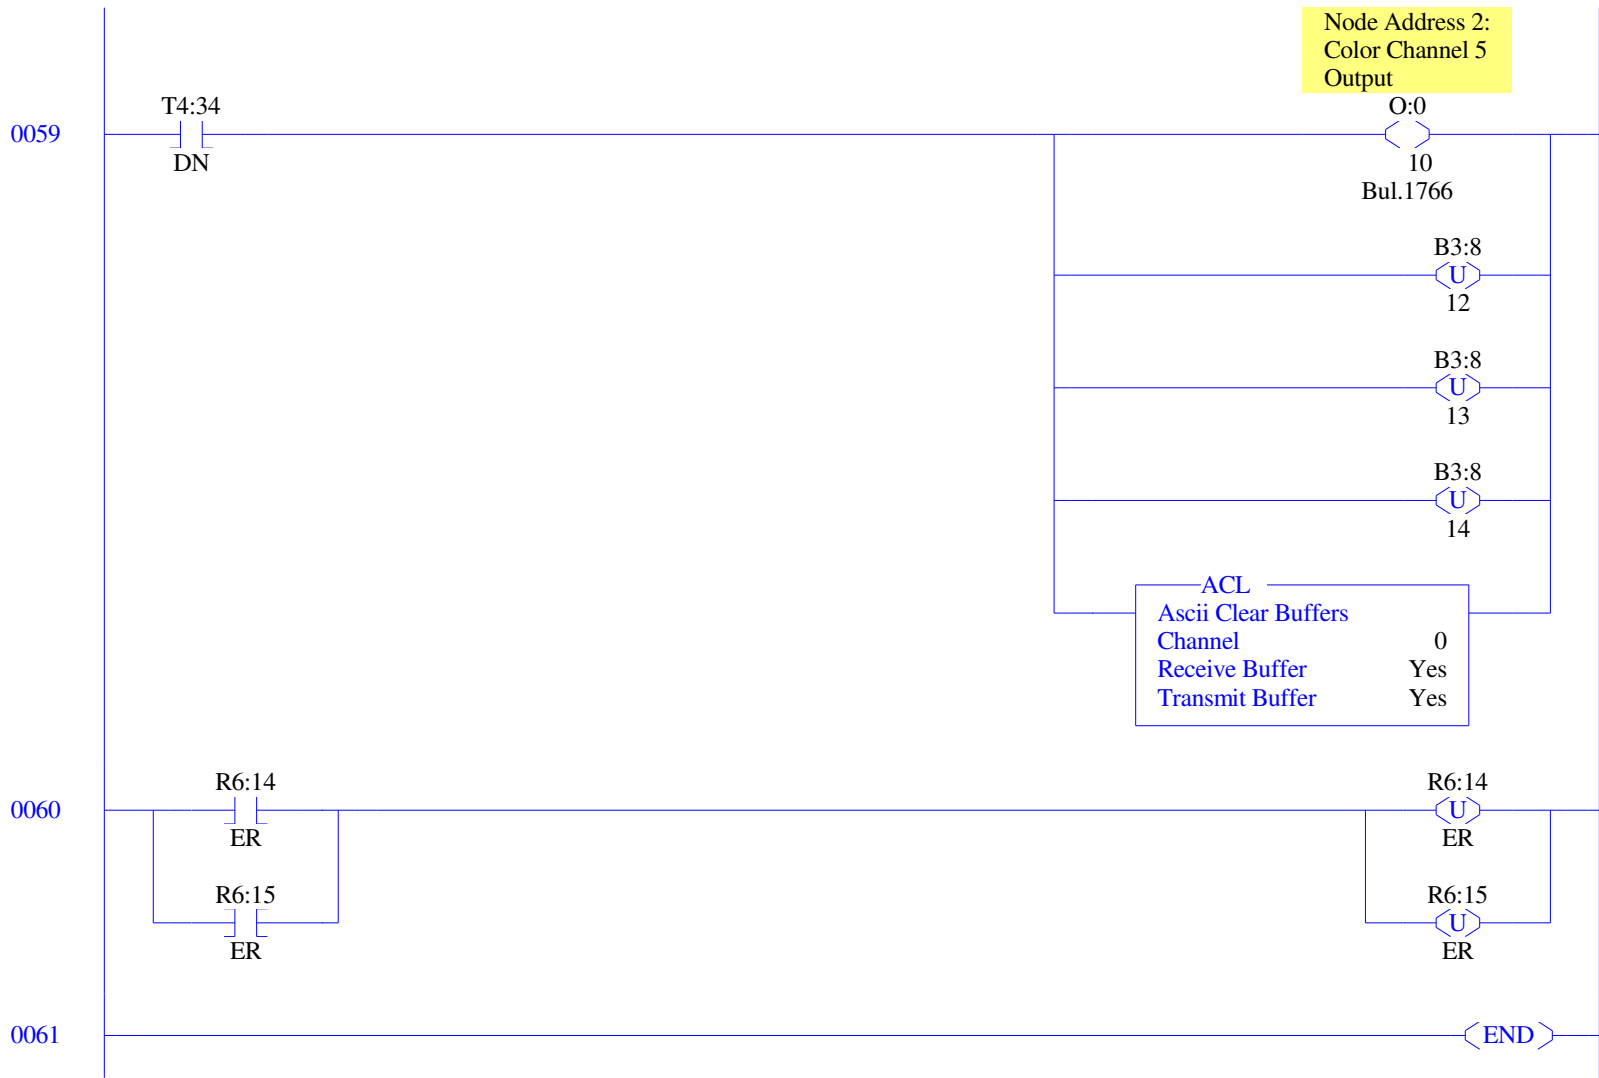 Node Address 2:
Color Channel 5
Output
T4:34
O:0
0059
DN
10
Bul.1766
B3:8
U
12
B3:8
U
13
B3:8
U
14
ACL
Ascii Clear Buffers
Channel 0
Receive Buffer Yes
Transmit Buffer Yes
R6:14
R6:14
0060
U
ER
ER
R6:15
R6:15
U
ER
ER
0061
END